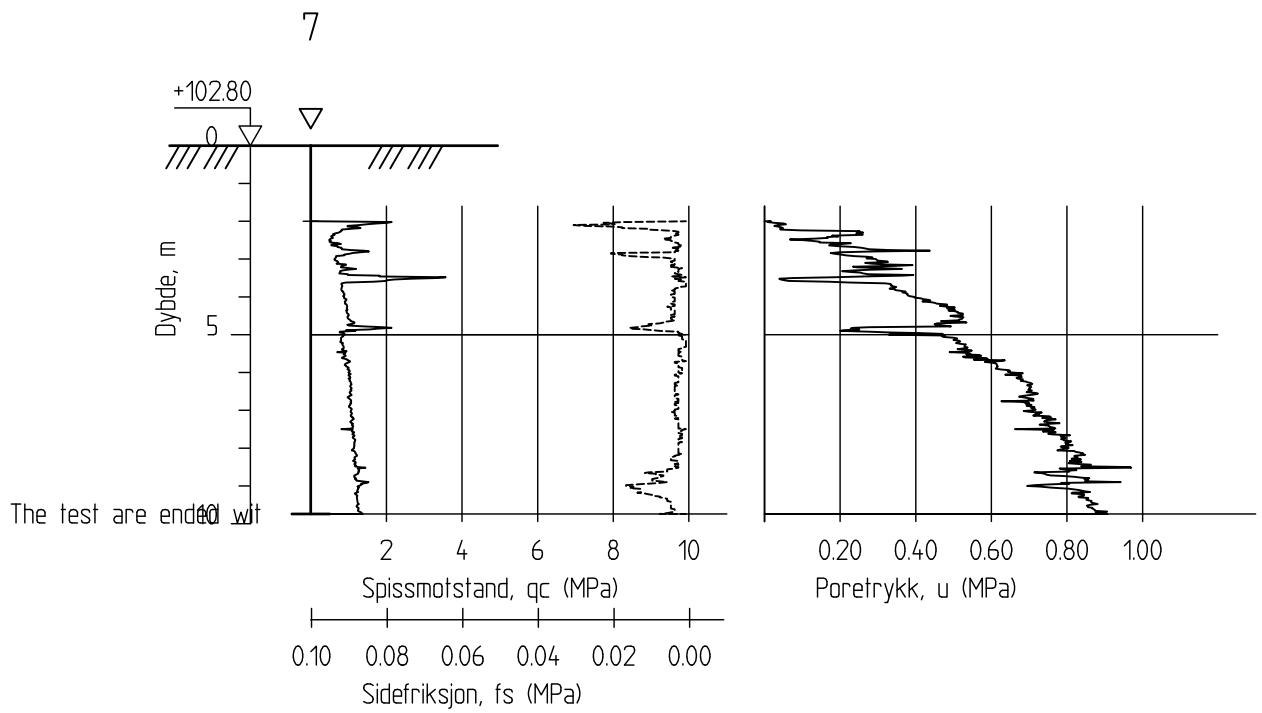 7
+102.80
0
Dybde, m
5
10
The test are ended wit
2 4 6 8 10
Spissmotstand, qc (MPa)
0.10 0.08 0.06 0.04 0.02 0.00
Sidefriksjon, fs (MPa)
0.20 0.40 0.60 0.80 1.00
Poretrykk, u (MPa)